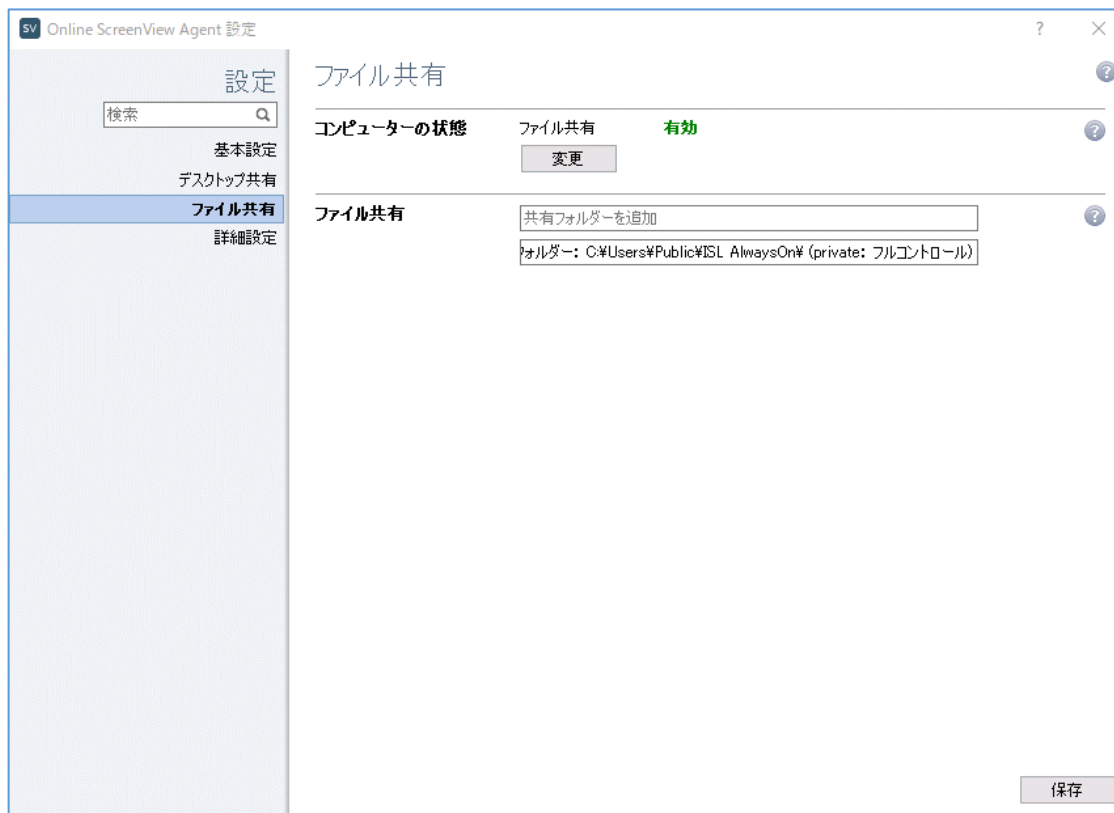 SV Online ScreenView Agent 設定 ?
設定
検索
基本設定
デスクトップ共有
ファイル共有
詳細設定
ファイル共有 ?
コンピューターの状態 ファイル共有 有効 ?
変更
ファイル共有 共有フォルダーを追加 ?
ォルダー: C:¥Users¥Public¥ISL AlwaysOn¥ (private: フルコントロール)
保存